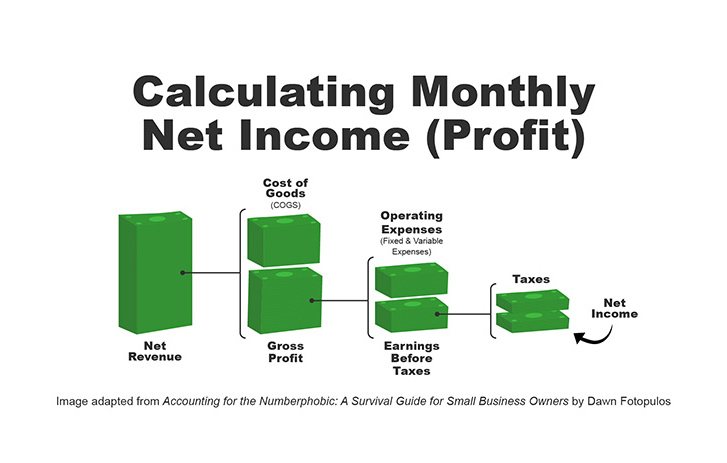 Calculating Monthly
Net Income (Profit)
Cost of
Goods
(COGS)
Operating
Expenses
(Fixed & Variable
Expenses)
Taxes
Net
Income
Net
Revenue
Gross
Profit
Earnings
Before
Taxes
Image adapted from Accounting for the Numberphobic: A Survival Guide for Small Business Owners by Dawn Fotopulos